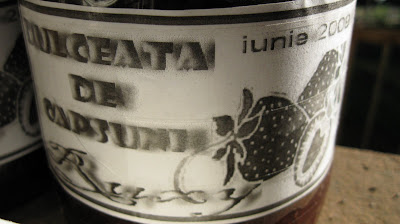 DULCEATA
iunie 2009
DE
CAPSUNI